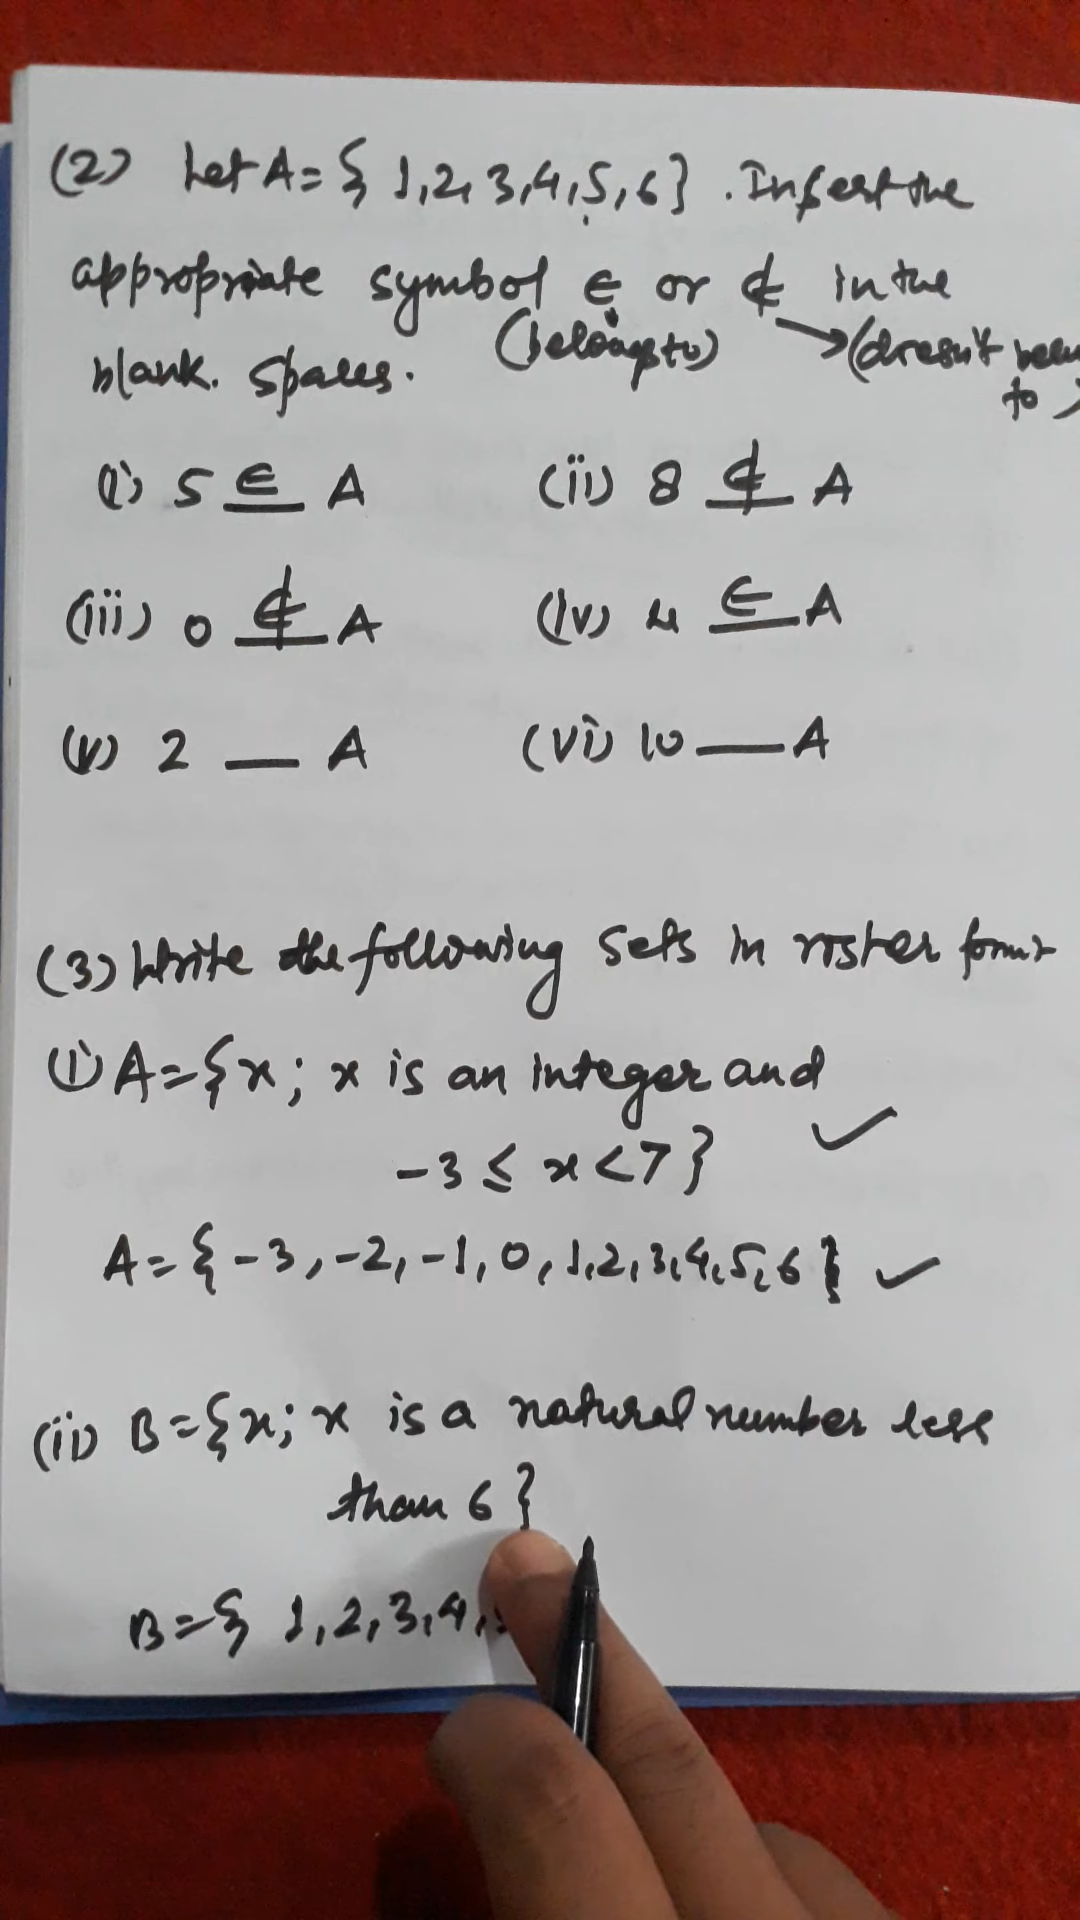 (2) Let A = { 1, 2, 3, 4, 5, 6 } . Insert the
appropriate symbol ∈ or ∉ in the
(belongs to) → (doesn't
blank. spaces. to )
(i) 5 ∈ A (ii) 8 ∉ A
(iii) 0 ∉ A (iv) 4 ∈ A
(v) 2 __ A (vi) 10 __ A
(3) Write the following sets in roster form :-
(i) A = {x ; x is an integer and
-3 ≤ x < 7 } ✓
A = { -3, -2, -1, 0, 1, 2, 3, 4, 5, 6 } ✓
(ii) B = {x ; x is a natural number less
than 6 }
B = { 1, 2, 3, 4,